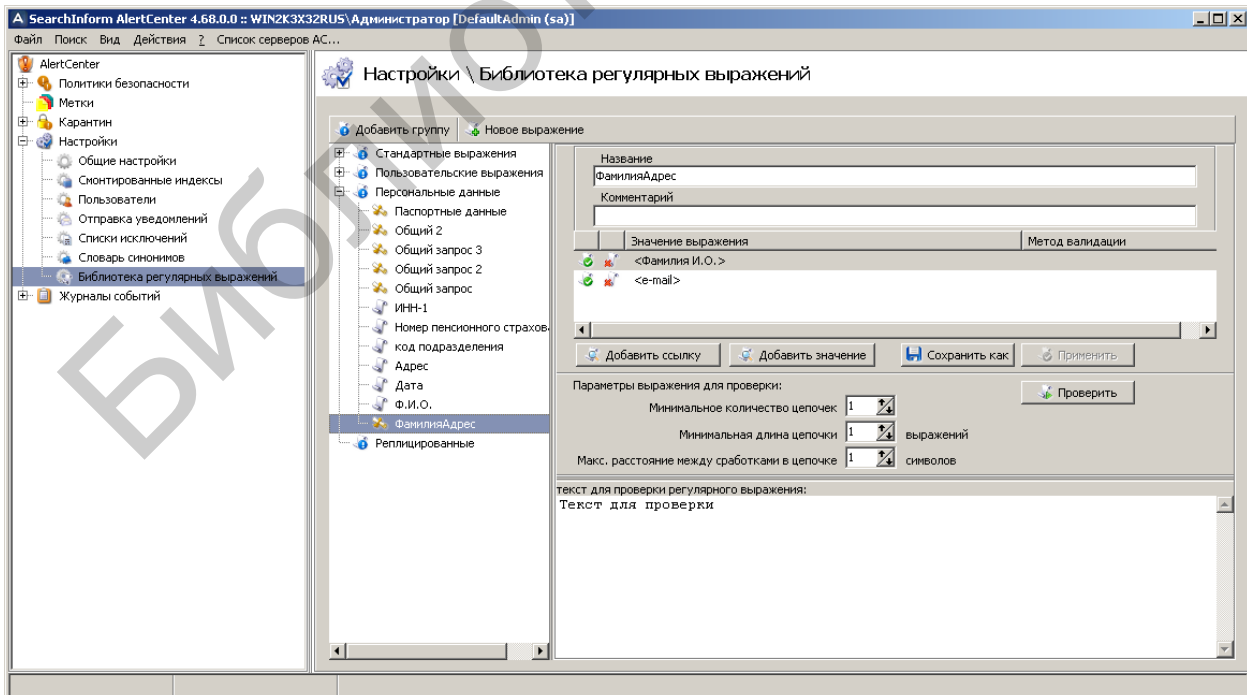 SearchInform AlertCenter 4.68.0.0 :: WIN2K3X32RUS\Администратор [DefaultAdmin (sa)]
Файл Поиск Вид Действия ? Список серверов АС...
AlertCenter
Политики безопасности
Метки
Карантин
Настройки
Общие настройки
Смонтированные индексы
Пользователи
Отправка уведомлений
Списки исключений
Словарь синонимов
Библиотека регулярных выражений
Журналы событий
Настройки \ Библиотека регулярных выражений
Добавить группу Новое выражение
Стандартные выражения
Пользовательские выражения
Персональные данные
Паспортные данные
Общий 2
Общий запрос 3
Общий запрос 2
Общий запрос
ИНН-1
Номер пенсионного страхов
код подразделения
Адрес
Дата
Ф.И.О.
ФамилияАдрес
Реплицированные
Название
ФамилияАдрес
Комментарий
Значение выражения Метод валидации
<Фамилия И.О.>
<e-mail>
Добавить ссылку Добавить значение Сохранить как Применить
Параметры выражения для проверки:
Проверить
Минимальное количество цепочек 1
Минимальная длина цепочки 1 выражений
Макс. расстояние между сработками в цепочке 1 символов
текст для проверки регулярного выражения:
Текст для проверки
Библио